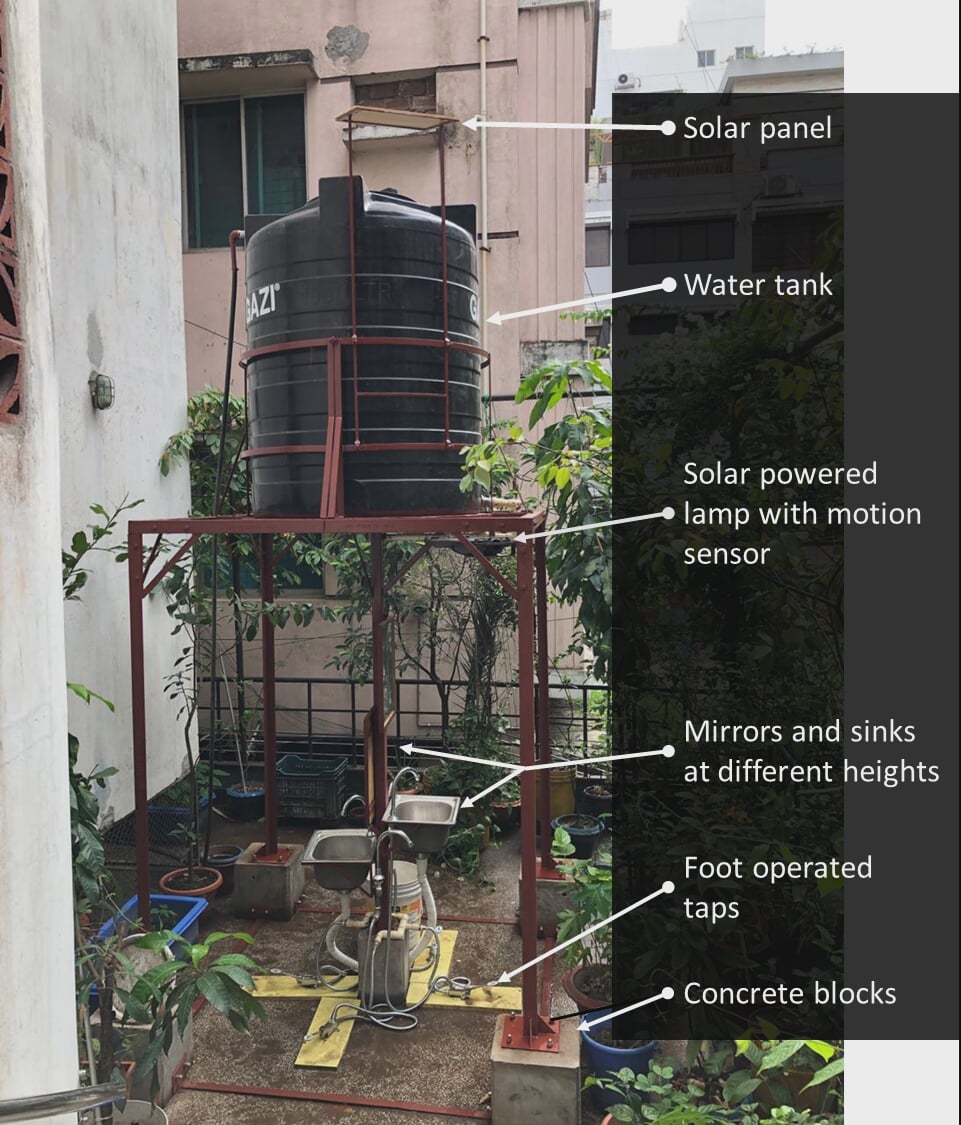 Solar panel
Water tank
GAZI®
Solar powered
lamp with motion
sensor
Mirrors and sinks
at different heights
Foot operated
taps
Concrete blocks